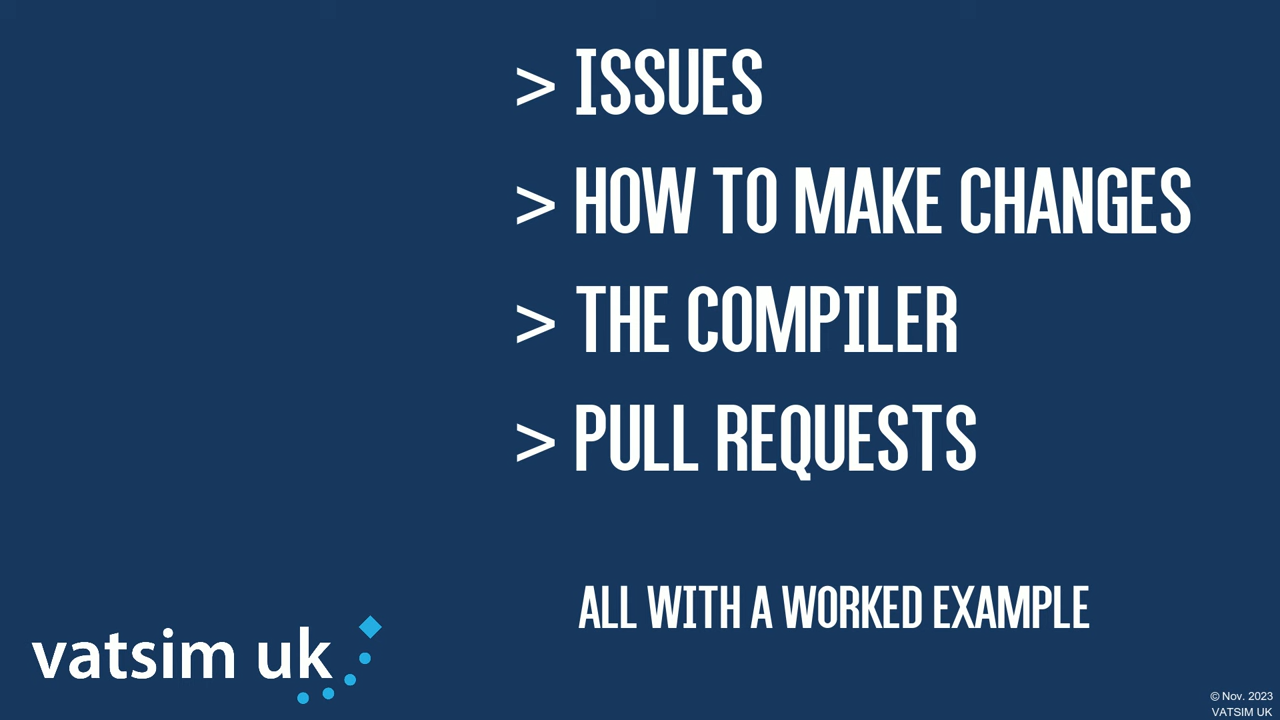 > ISSUES
> HOW TO MAKE CHANGES
> THE COMPILER
> PULL REQUESTS
ALL WITH A WORKED EXAMPLE
vatsim uk
© Nov. 2023
VATSIM UK